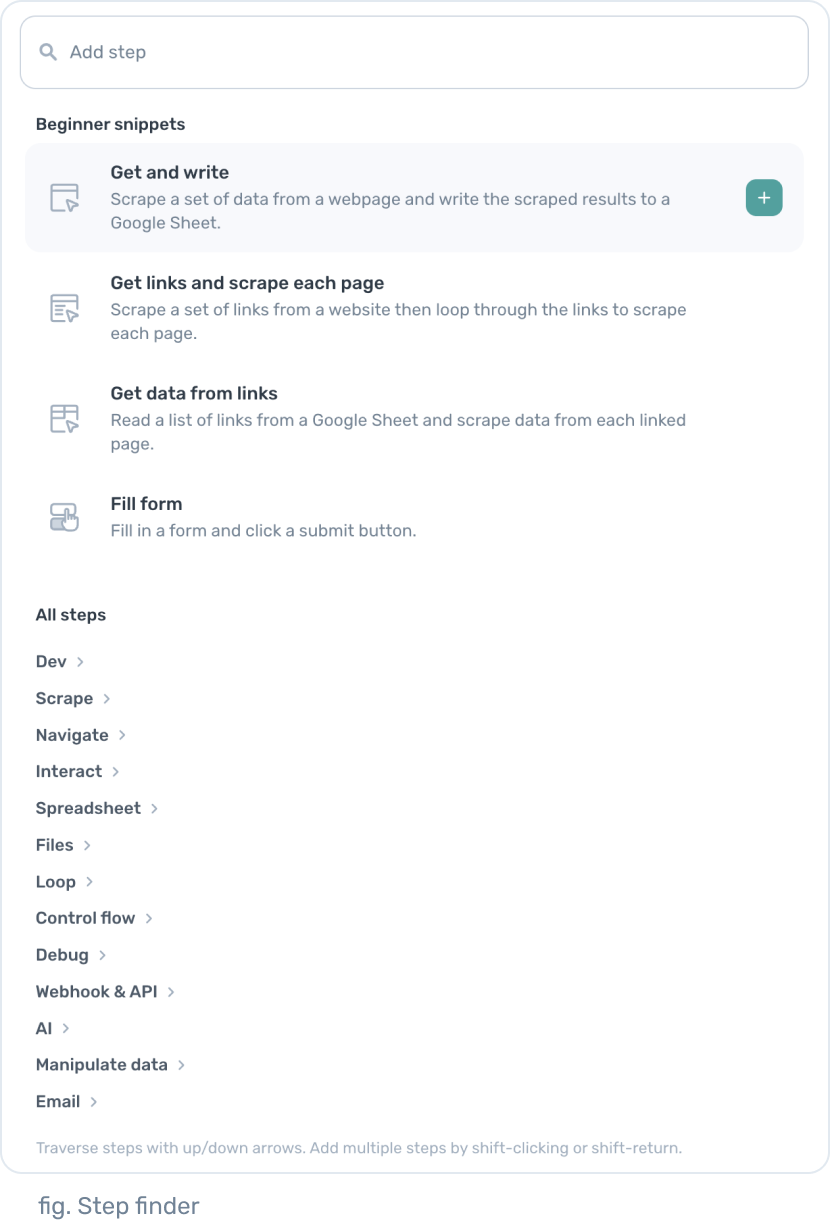 Add step
Beginner snippets
Get and write
Scrape a set of data from a webpage and write the scraped results to a
Google Sheet.
Get links and scrape each page
Scrape a set of links from a website then loop through the links to scrape
each page.
Get data from links
Read a list of links from a Google Sheet and scrape data from each linked
page.
Fill form
Fill in a form and click a submit button.
All steps
Dev
Scrape
Navigate
Interact
Spreadsheet
Files
Loop
Control flow
Debug
Webhook & API
AI
Manipulate data
Email
Traverse steps with up/down arrows. Add multiple steps by shift-clicking or shift-return.
fig. Step finder